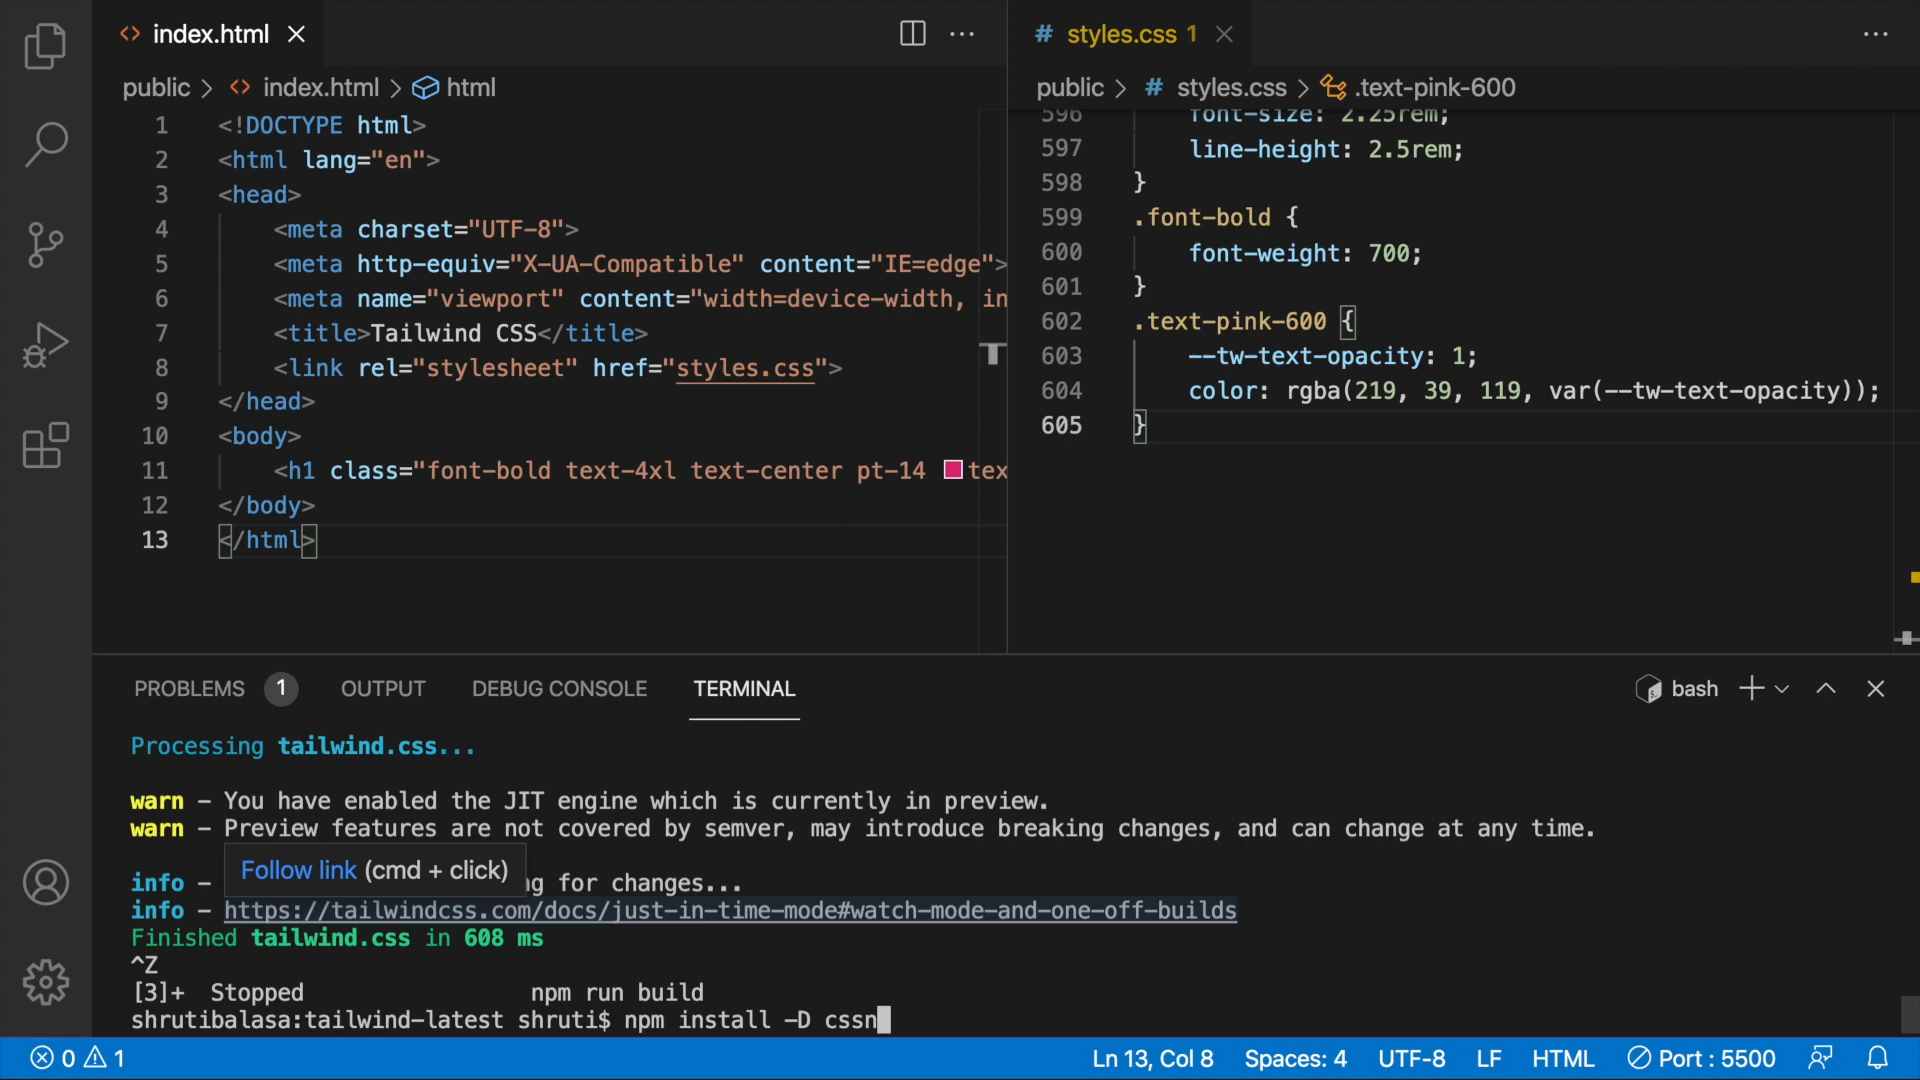 index.html
public > index.html > html
1 <!DOCTYPE html>
2 <html lang="en">
3 <head>
4 <meta charset="UTF-8">
5 <meta http-equiv="X-UA-Compatible" content="IE=edge">
6 <meta name="viewport" content="width=device-width, in
7 <title>Tailwind CSS</title>
8 <link rel="stylesheet" href="styles.css">
9 </head>
10 <body>
11 <h1 class="font-bold text-4xl text-center pt-14 tex
12 </body>
13 </html>
# styles.css 1
public > # styles.css > .text-pink-600
596 font-size: 2.25rem;
597 line-height: 2.5rem;
598 }
599 .font-bold {
600 font-weight: 700;
601 }
602 .text-pink-600 {
603 --tw-text-opacity: 1;
604 color: rgba(219, 39, 119, var(--tw-text-opacity));
605 }
PROBLEMS 1 OUTPUT DEBUG CONSOLE TERMINAL
bash
Processing tailwind.css...
warn - You have enabled the JIT engine which is currently in preview.
warn - Preview features are not covered by semver, may introduce breaking changes, and can change at any time.
Follow link (cmd + click)
info - g for changes...
info - https://tailwindcss.com/docs/just-in-time-mode#watch-mode-and-one-off-builds
Finished tailwind.css in 608 ms
^Z
[3]+ Stopped npm run build
shrutibalasa:tailwind-latest shruti$ npm install -D cssn
0 1 Ln 13, Col 8 Spaces: 4 UTF-8 LF HTML Port : 5500